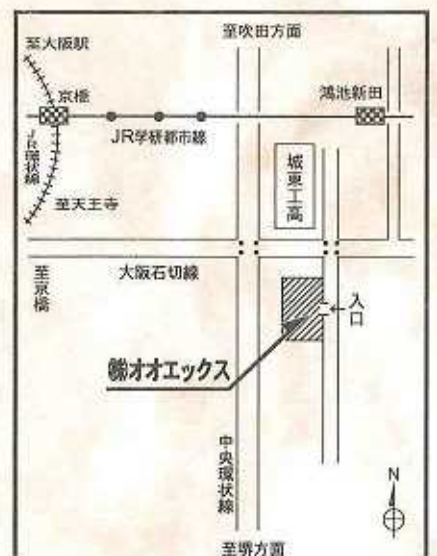 至吹田方面
至大阪駅
京橋
鴻池新田
JR学研都市線
JR環状線
城東工高
至天王寺
大阪石切線
至京橋
入口
㈱オオエックス
中央環状線
N
至堺方面